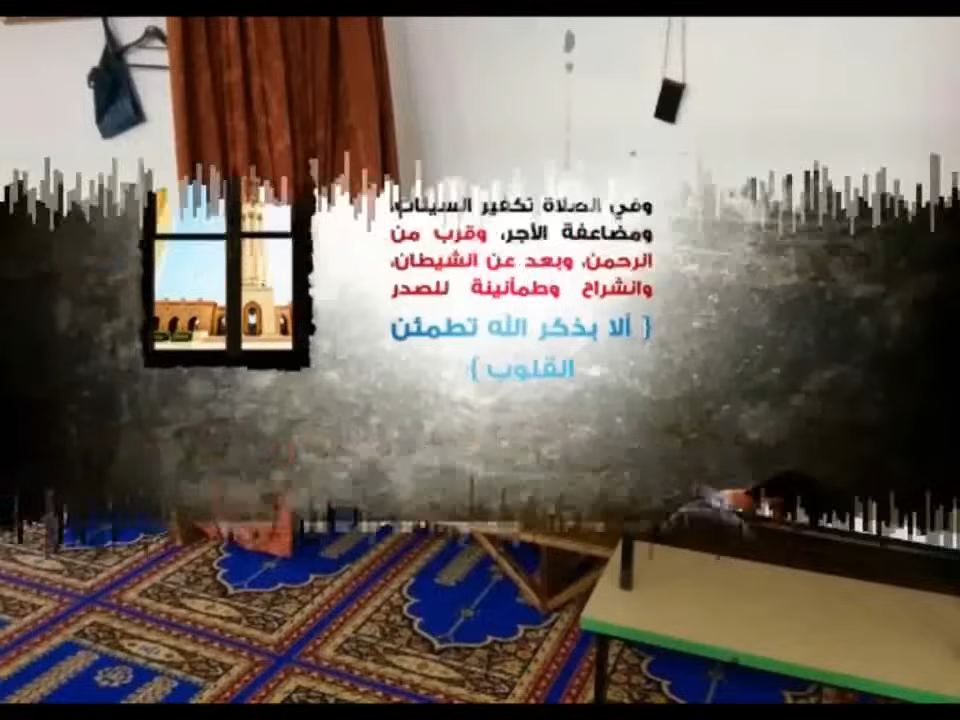 وفي الصلاة تكفير السيئات،
ومضاعفة الأجر، وقرب من
الرحمن، وبعد عن الشيطان،
وانشراح وطمأنينة للصدر
{ ألا بذكر الله تطمئن
القلوب }